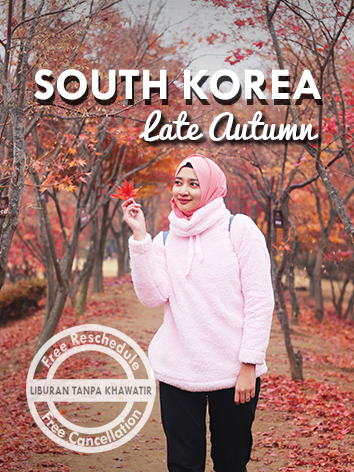 SOUTH KOREA
Late Autumn
Free Reschedule
LIBURAN TANPA KHAWATIR
Free Cancellation